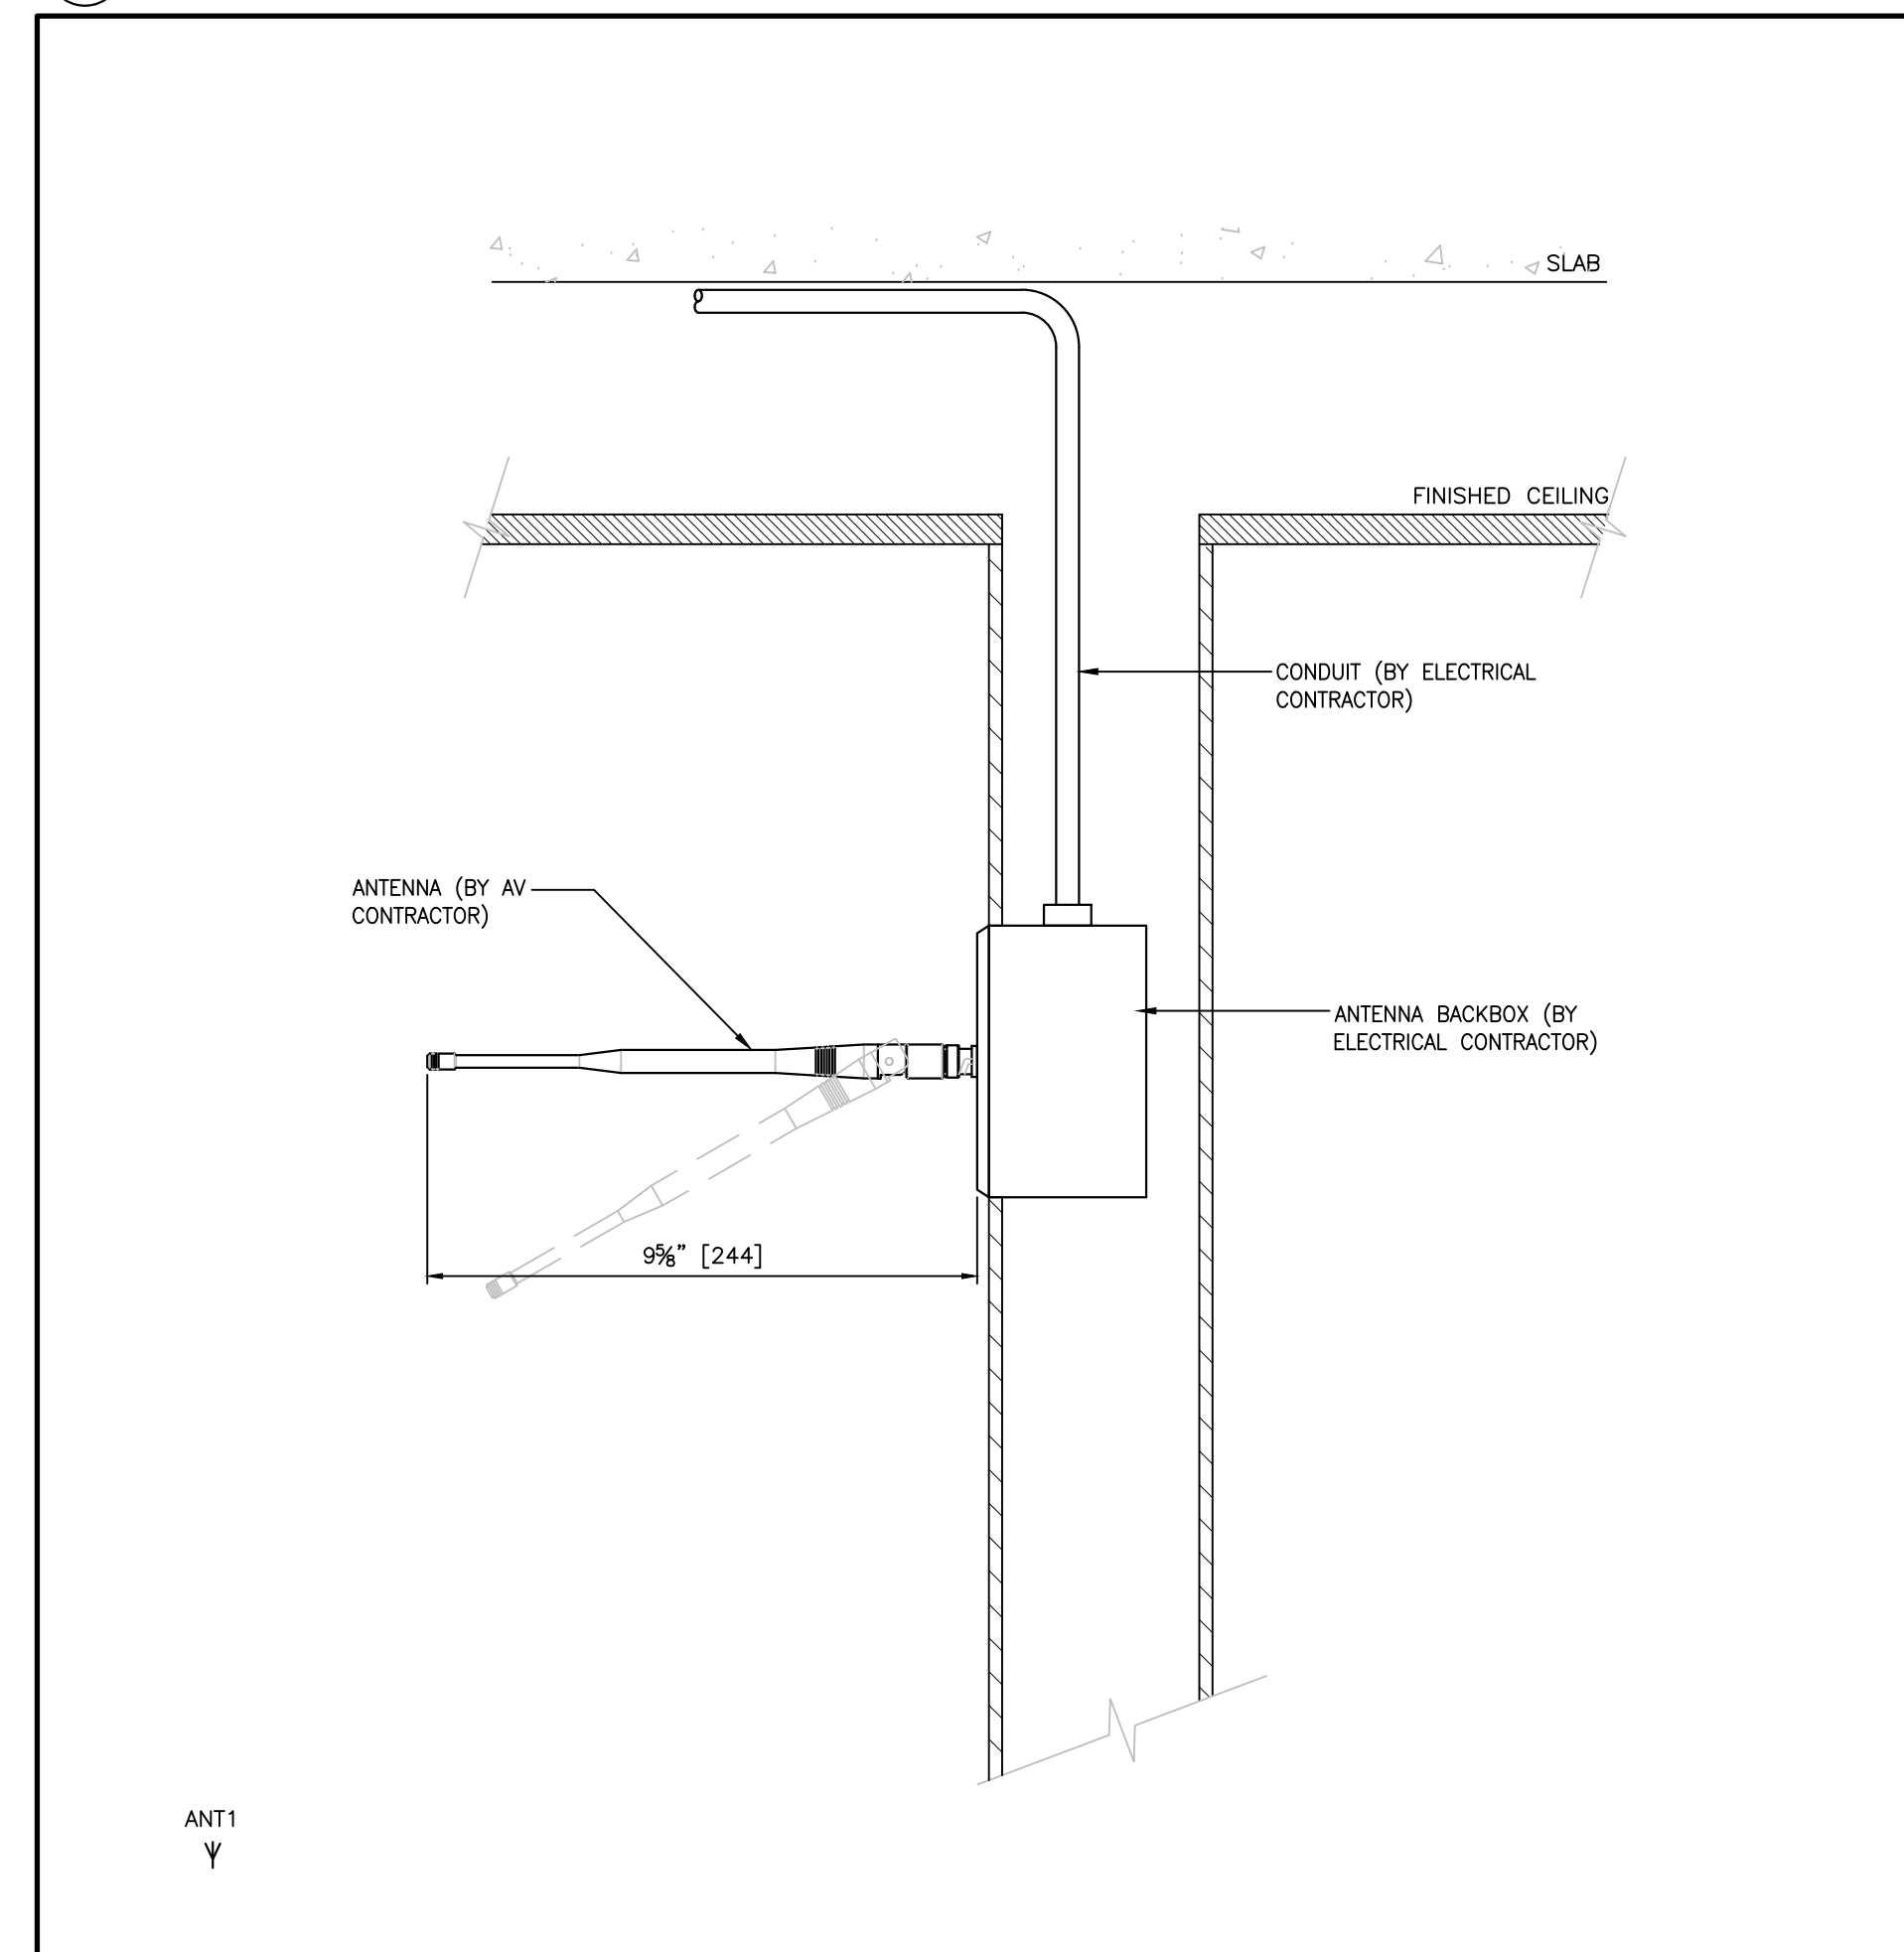 SLAB
FINISHED CEILING
CONDUIT (BY ELECTRICAL
CONTRACTOR)
ANTENNA (BY AV
CONTRACTOR)
ANTENNA BACKBOX (BY
ELECTRICAL CONTRACTOR)
9⅝” [244]
ANT1